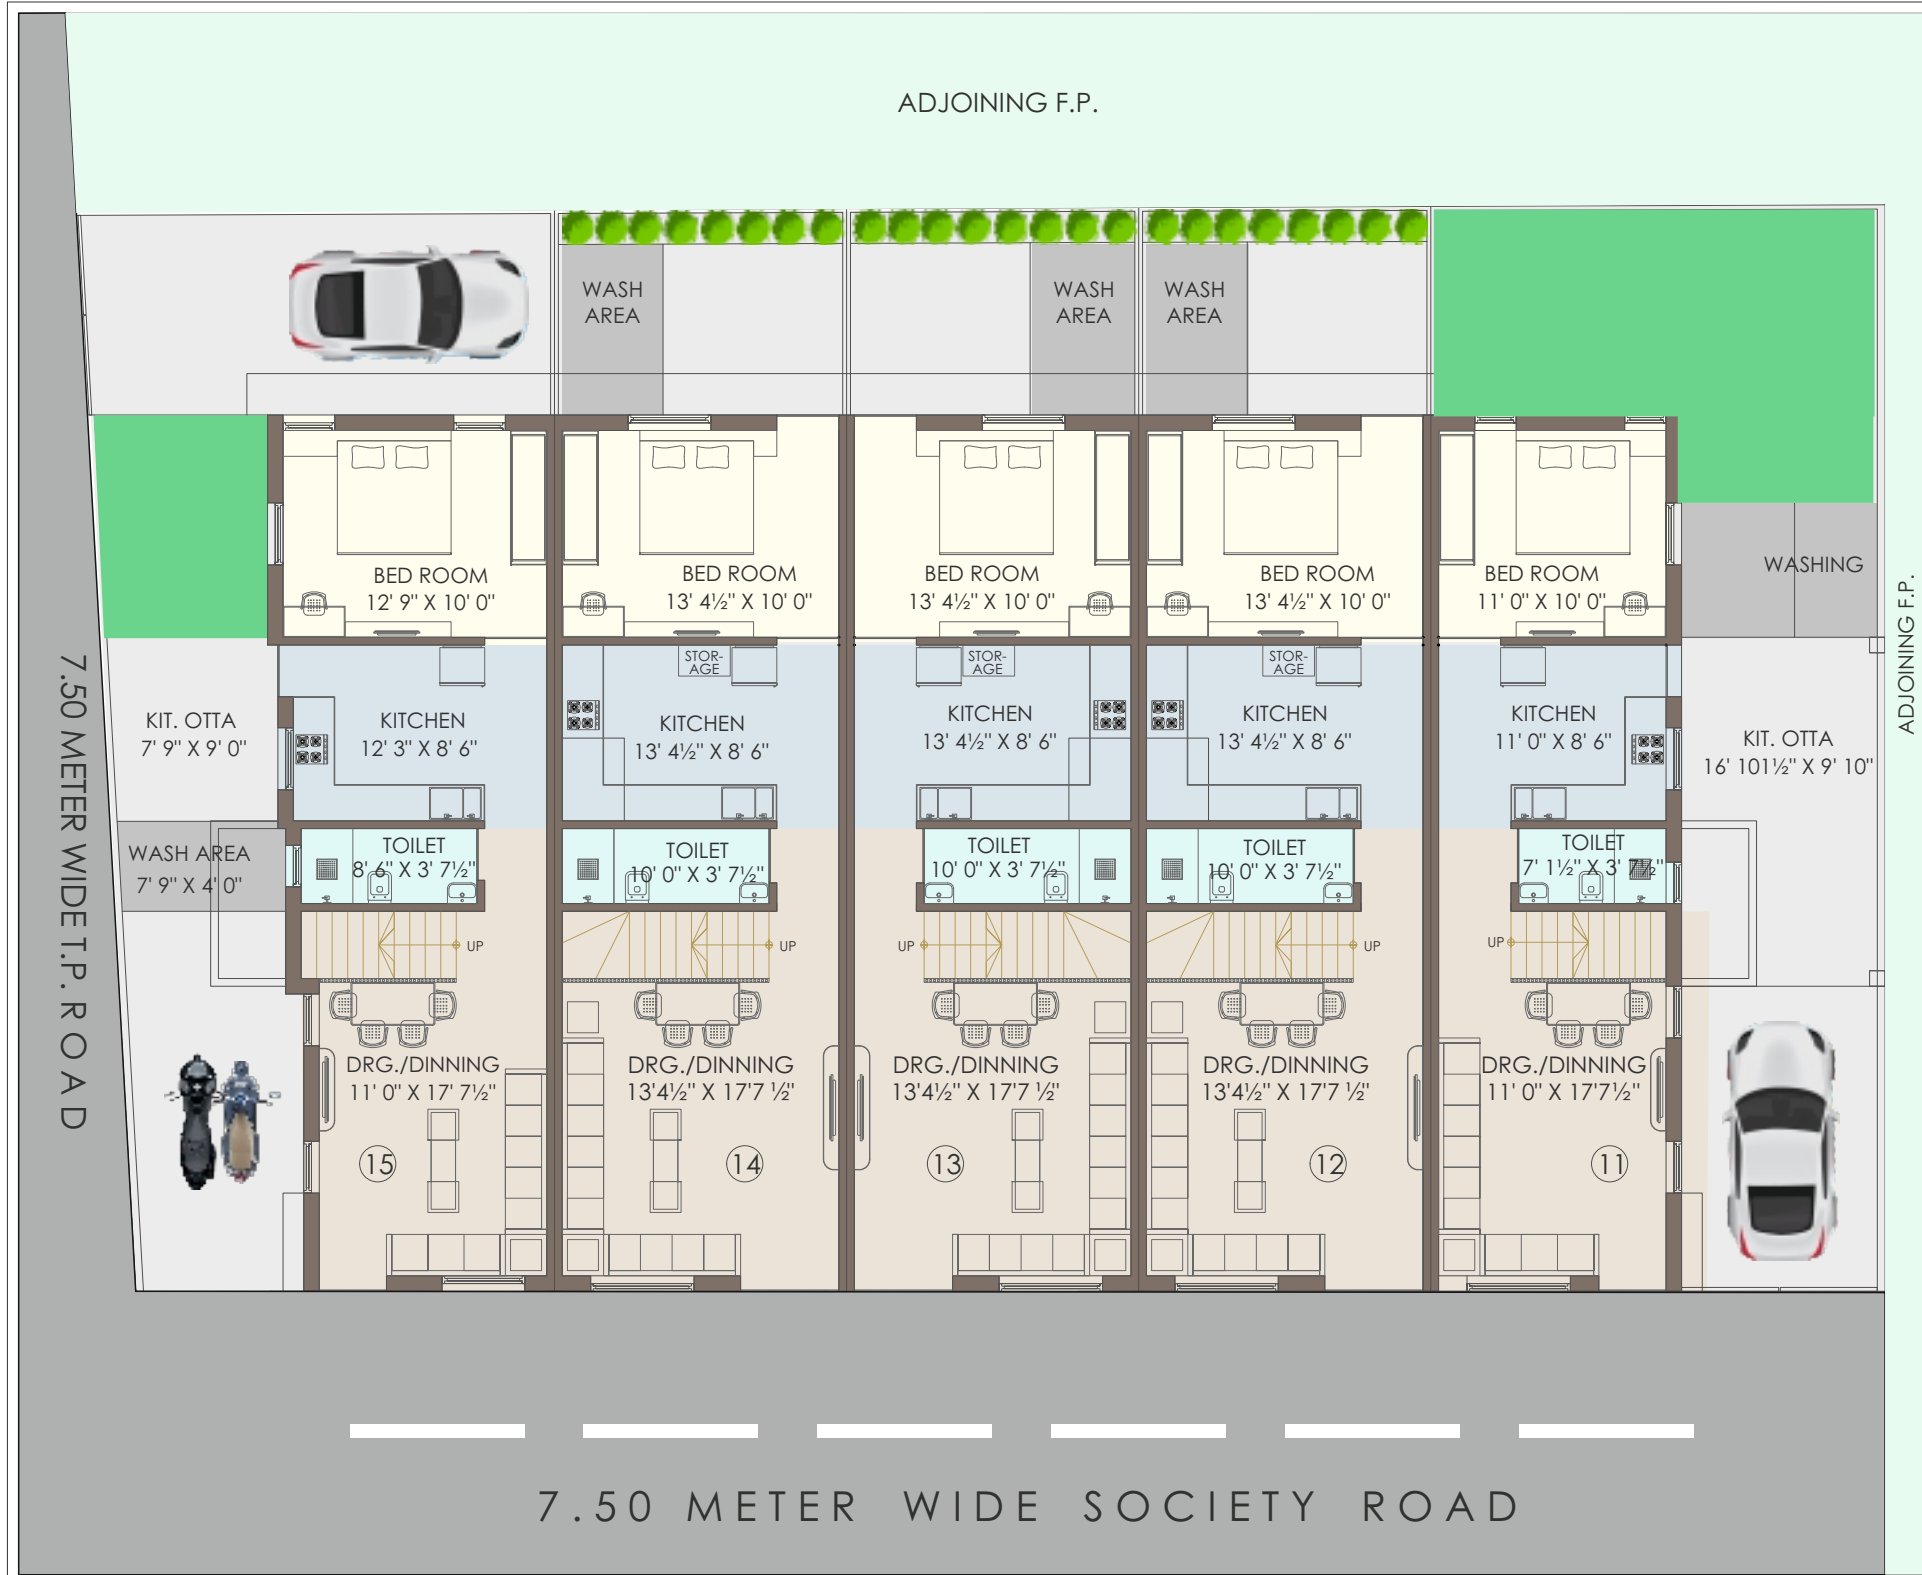 ADJOINING F.P.
WASH
AREA
WASH
AREA
WASH
AREA
BED ROOM
12' 9" X 10' 0"
BED ROOM
13' 4½" X 10' 0"
BED ROOM
13' 4½" X 10' 0"
BED ROOM
13' 4½" X 10' 0"
BED ROOM
11' 0" X 10' 0"
WASHING
ADJOINING F.P.
7.50 METER WIDE T.P. ROAD
KIT. OTTA
7' 9" X 9' 0"
KITCHEN
12' 3" X 8' 6"
STOR-
AGE
KITCHEN
13' 4½" X 8' 6"
STOR-
AGE
KITCHEN
13' 4½" X 8' 6"
STOR-
AGE
KITCHEN
13' 4½" X 8' 6"
KITCHEN
11' 0" X 8' 6"
KIT. OTTA
16' 101½" X 9' 10"
WASH AREA
7' 9" X 4' 0"
TOILET
8' 6" X 3' 7½"
TOILET
10' 0" X 3' 7½"
TOILET
10' 0" X 3' 7½"
TOILET
10' 0" X 3' 7½"
TOILET
7' 1½" X 3' 7½"
UP
UP
UP
UP
UP
DRG./DINNING
11' 0" X 17' 7½"
DRG./DINNING
13'4½" X 17'7 ½"
DRG./DINNING
13'4½" X 17'7 ½"
DRG./DINNING
13'4½" X 17'7 ½"
DRG./DINNING
11' 0" X 17'7½"
15
14
13
12
11
7.50 METER WIDE SOCIETY ROAD